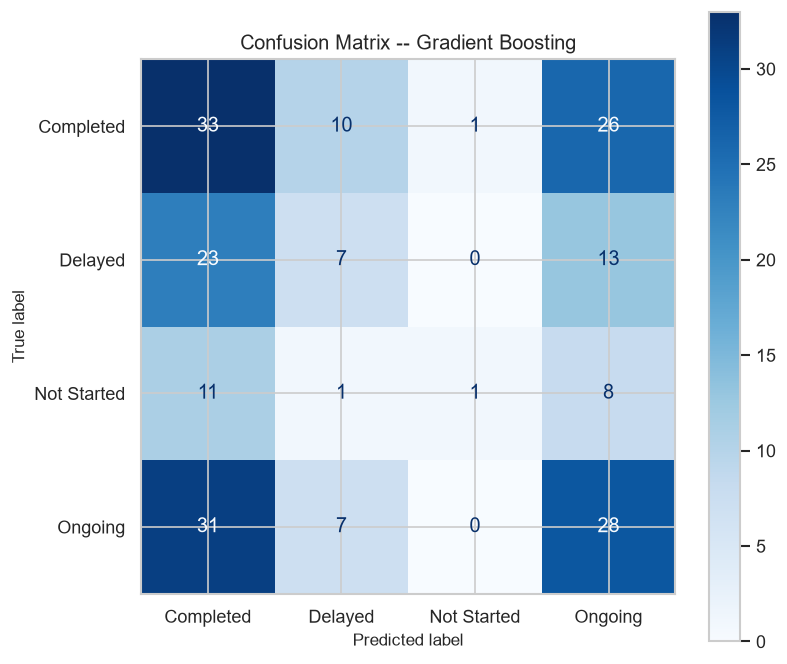 Confusion Matrix -- Gradient Boosting
True label
Completed 33 10 1 26
Delayed 23 7 0 13
Not Started 11 1 1 8
Ongoing 31 7 0 28
Completed Delayed Not Started Ongoing
Predicted label
30
25
20
15
10
5
0